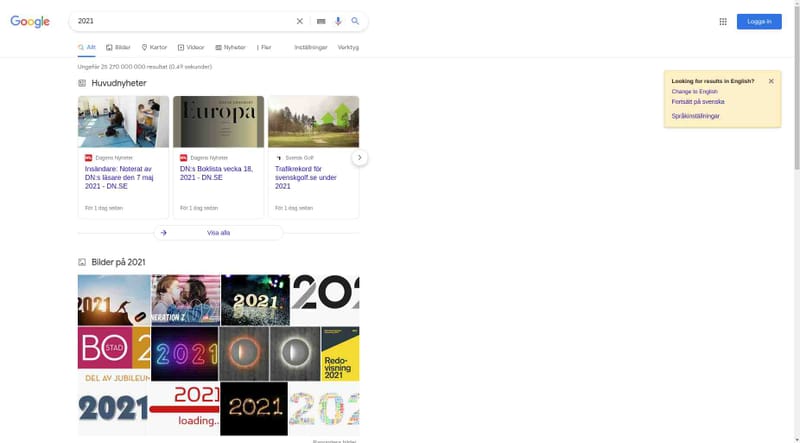 Google
2021
Logga in
Allt
Bilder
Kartor
Videor
Nyheter
Fler
Inställningar
Verktyg
Ungefär 25 270 000 000 resultat (0,49 sekunder)
Looking for results in English?
Change to English
Fortsätt på svenska
Språkinställningar
Huvudnyheter
Europa
Dagens Nyheter
Insändare: Noterat av
DN:s läsare den 7 maj
2021 - DN.SE
För 1 dag sedan
Dagens Nyheter
DN:s Boklista vecka 18,
2021 - DN.SE
För 1 dag sedan
Svensk Golf
Trafikrekord för
svenskgolf.se under
2021
För 1 dag sedan
Visa alla
Bilder på 2021
2021
2021
NERATION 2
2021
20
BO
STAD
2
DEL AV JUBILEUM
2021
Redo-
visning
2021
2021
2021
loading..
2021
202